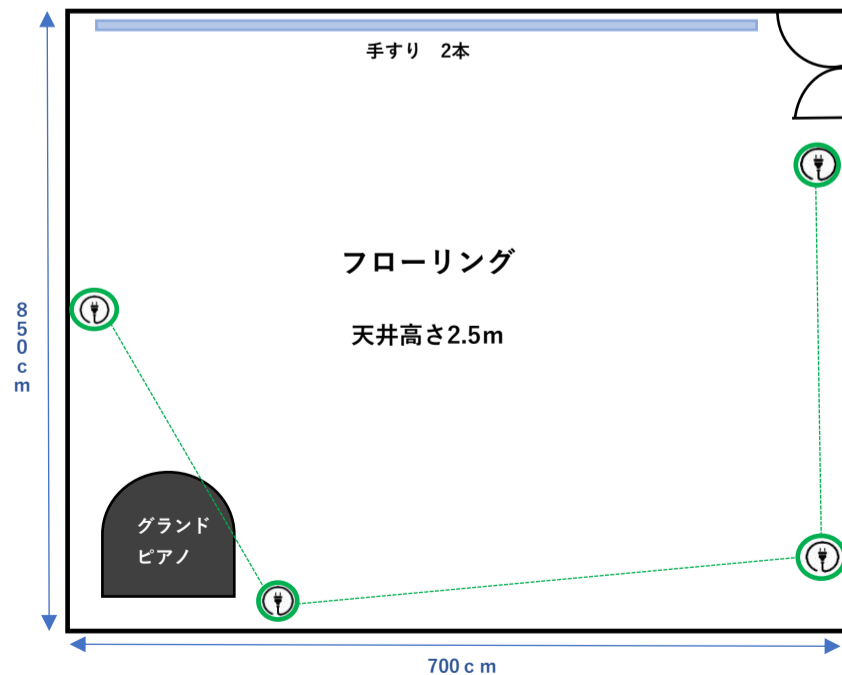 手すり　2本
フローリング
天井高さ2.5m
850cm
グランド
ピアノ
700ｃｍ